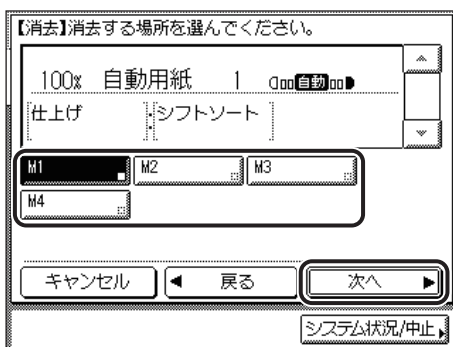 【消去】消去する場所を選んでください。
100% 自動用紙 1 自動
仕上げ シフトソート
M1 M2 M3
M4
キャンセル ◀ 戻る 次へ ▶
システム状況/中止